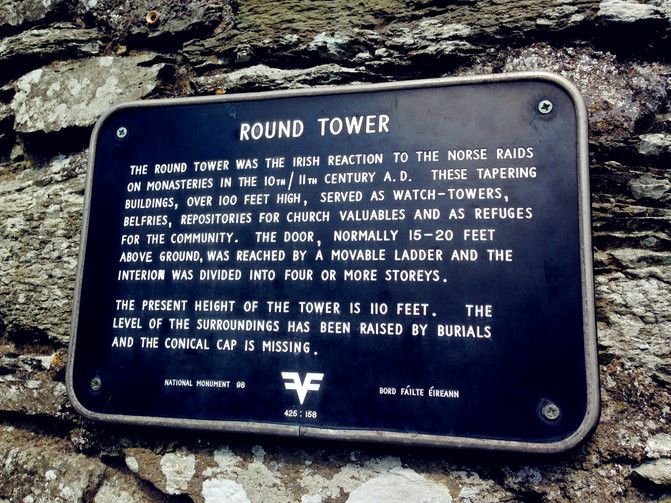 ROUND TOWER
THE ROUND TOWER WAS THE IRISH REACTION TO THE NORSE RAIDS
ON MONASTERIES IN THE 10TH/11TH CENTURY A.D. THESE TAPERING
BUILDINGS, OVER 100 FEET HIGH, SERVED AS WATCH-TOWERS,
BELFRIES, REPOSITORIES FOR CHURCH VALUABLES AND AS REFUGES
FOR THE COMMUNITY. THE DOOR, NORMALLY 15-20 FEET
ABOVE GROUND, WAS REACHED BY A MOVABLE LADDER AND THE
INTERION WAS DIVIDED INTO FOUR OR MORE STOREYS.
THE PRESENT HEIGHT OF THE TOWER IS 110 FEET. THE
LEVEL OF THE SURROUNDINGS HAS BEEN RAISED BY BURIALS
AND THE CONICAL CAP IS MISSING.
NATIONAL MONUMENT 98
BORD FÁILTE ÉIREANN
425:158